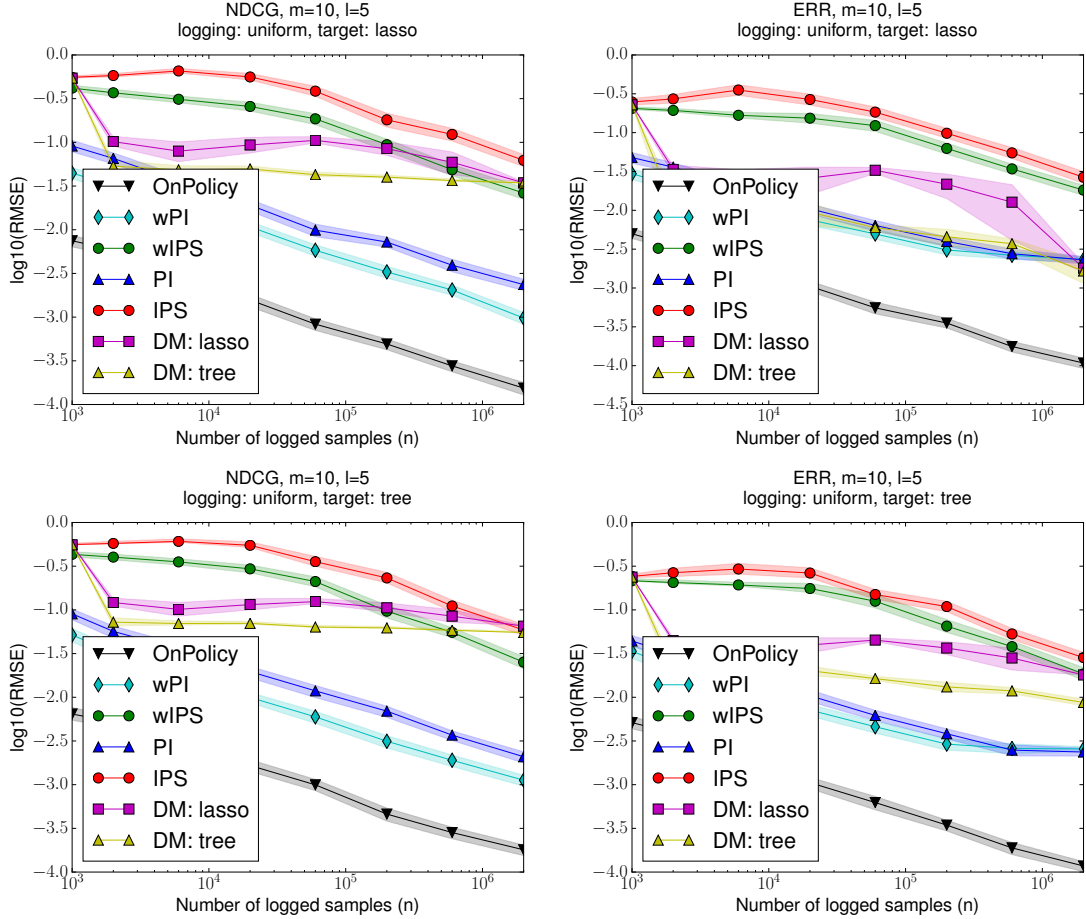 NDCG, m=10, l=5
logging: uniform, target: lasso
log10(RMSE)
0.0
−0.5
−1.0
−1.5
−2.0
−2.5
−3.0
−3.5
−4.0
OnPolicy
wPI
wIPS
PI
IPS
DM: lasso
DM: tree
10^3
10^4
10^5
10^6
Number of logged samples (n)
ERR, m=10, l=5
logging: uniform, target: lasso
log10(RMSE)
0.0
−0.5
−1.0
−1.5
−2.0
−2.5
−3.0
−3.5
−4.0
−4.5
OnPolicy
wPI
wIPS
PI
IPS
DM: lasso
DM: tree
10^3
10^4
10^5
10^6
Number of logged samples (n)
NDCG, m=10, l=5
logging: uniform, target: tree
log10(RMSE)
0.0
−0.5
−1.0
−1.5
−2.0
−2.5
−3.0
−3.5
−4.0
OnPolicy
wPI
wIPS
PI
IPS
DM: lasso
DM: tree
10^3
10^4
10^5
10^6
Number of logged samples (n)
ERR, m=10, l=5
logging: uniform, target: tree
log10(RMSE)
0.0
−0.5
−1.0
−1.5
−2.0
−2.5
−3.0
−3.5
−4.0
OnPolicy
wPI
wIPS
PI
IPS
DM: lasso
DM: tree
10^3
10^4
10^5
10^6
Number of logged samples (n)